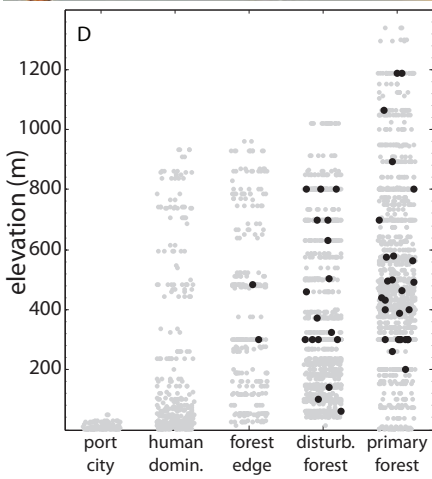 D
1200
1000
800
600
400
200
elevation (m)
port city
human domin.
forest edge
disturb. forest
primary forest